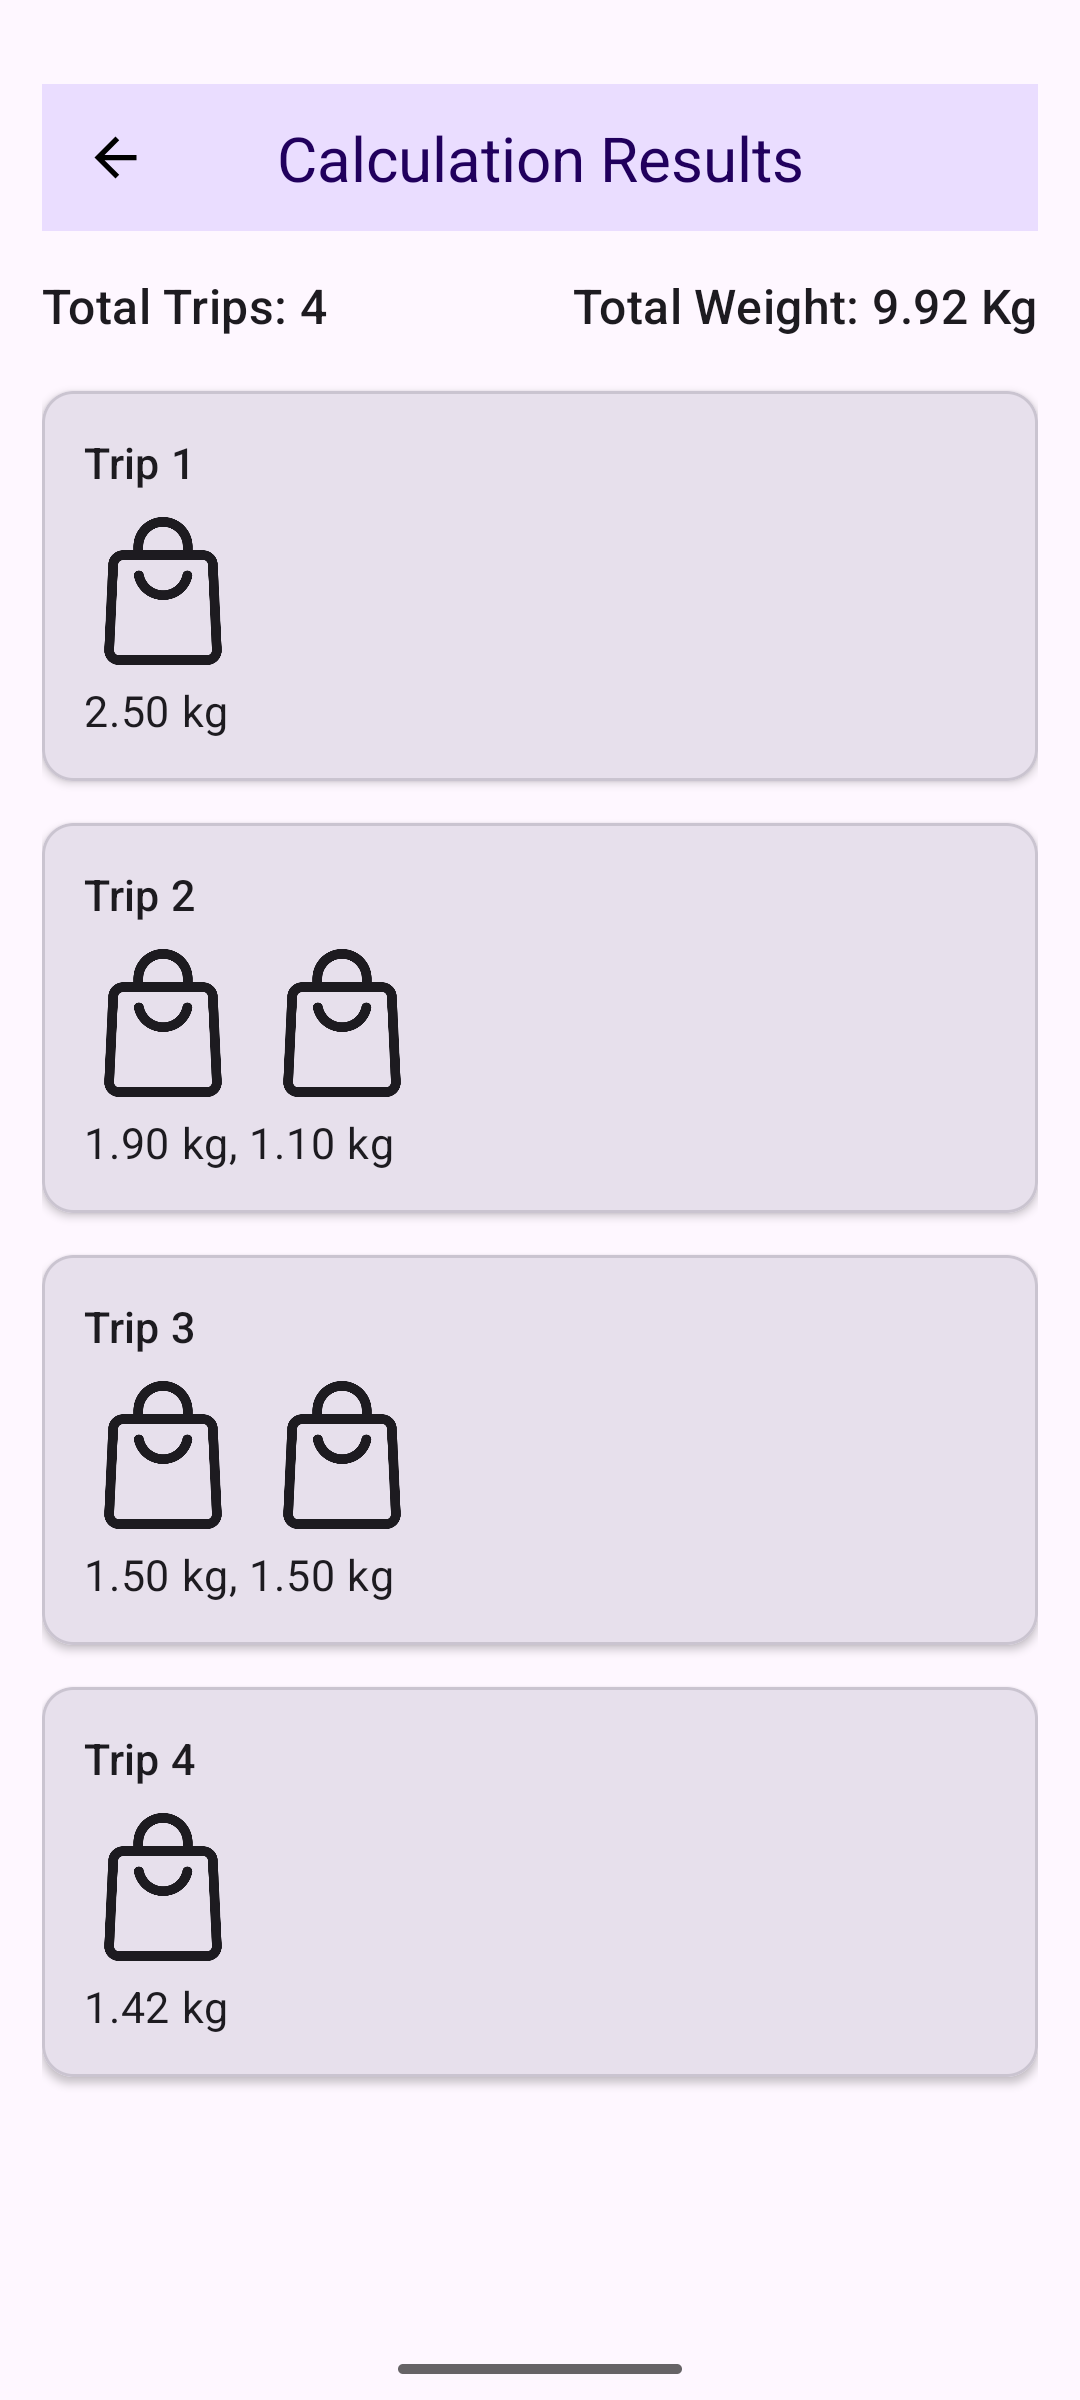 Calculation Results
Total Trips: 4
Total Weight: 9.92 Kg
Trip 1
2.50 kg
Trip 2
1.90 kg, 1.10 kg
Trip 3
1.50 kg, 1.50 kg
Trip 4
1.42 kg